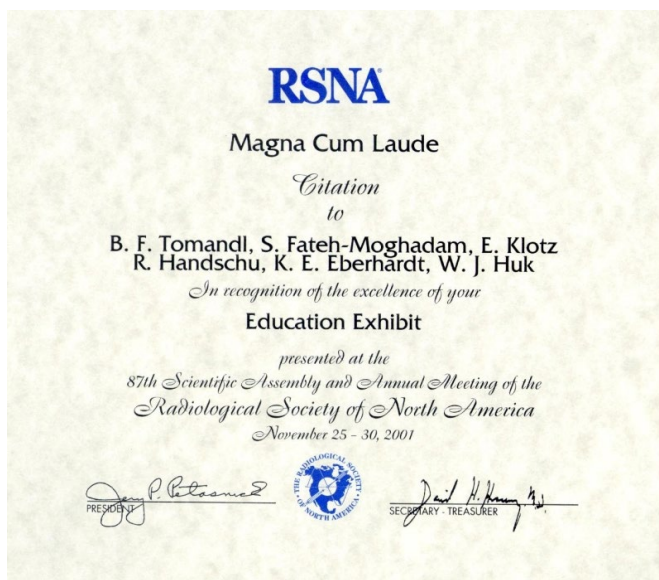 RSNA
Magna Cum Laude
Citation
to
B. F. Tomandl, S. Fateh-Moghadam, E. Klotz
R. Handschu, K. E. Eberhardt, W. J. Huk
In recognition of the excellence of your
Education Exhibit
presented at the
87th Scientific Assembly and Annual Meeting of the
Radiological Society of North America
November 25 - 30, 2001
THE RADIOLOGICAL SOCIETY OF NORTH AMERICA
Jerry P. Petasnick
PRESIDENT
SECRETARY - TREASURER